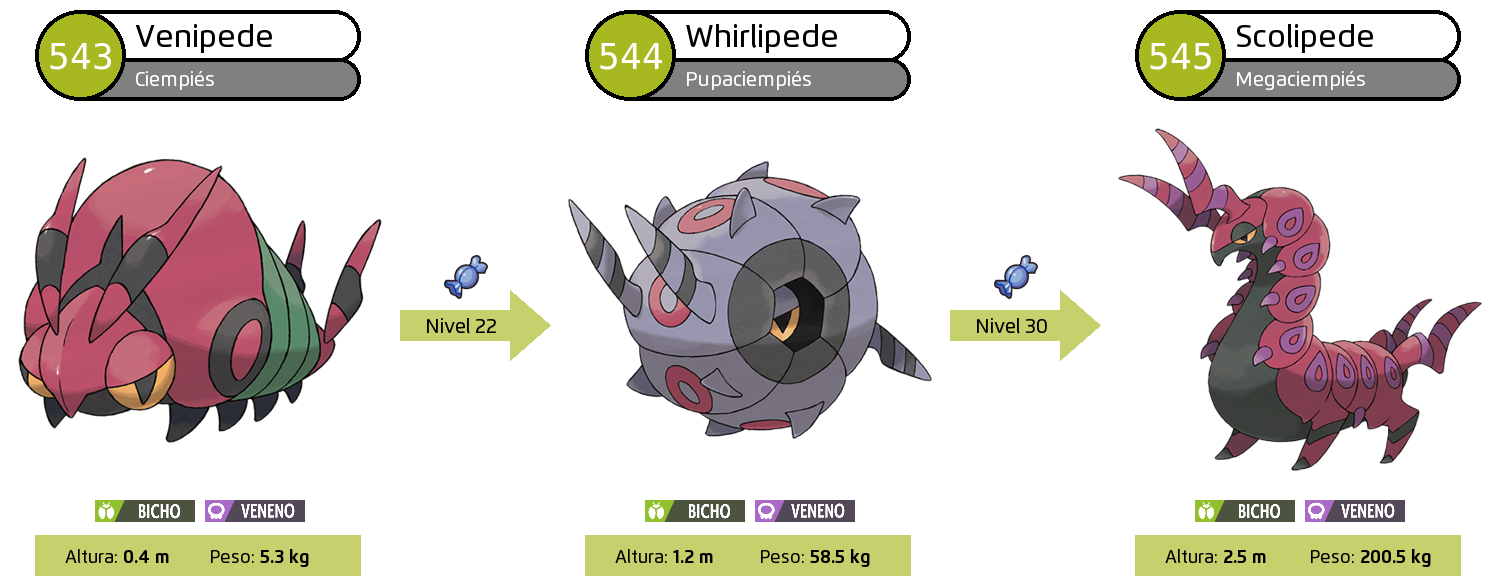 543 Venipede
Ciempiés
544 Whirlipede
Pupaciempiés
545 Scolipede
Megaciempiés
Nivel 22
Nivel 30
BICHO VENENO
BICHO VENENO
BICHO VENENO
Altura: 0.4 m Peso: 5.3 kg
Altura: 1.2 m Peso: 58.5 kg
Altura: 2.5 m Peso: 200.5 kg